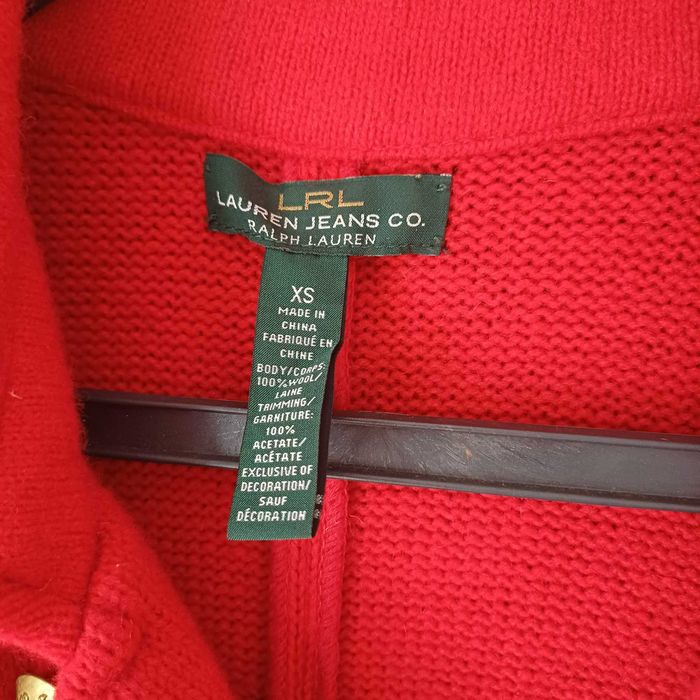 LRL
LAUREN JEANS CO.
RALPH LAUREN
XS
MADE IN
CHINA
FABRIQUÉ EN
CHINE
BODY/CORPS:
100%WOOL/
LAINE
TRIMMING/
GARNITURE:
100%
ACETATE/
ACÉTATE
EXCLUSIVE OF
DECORATION/
SAUF
DÉCORATION